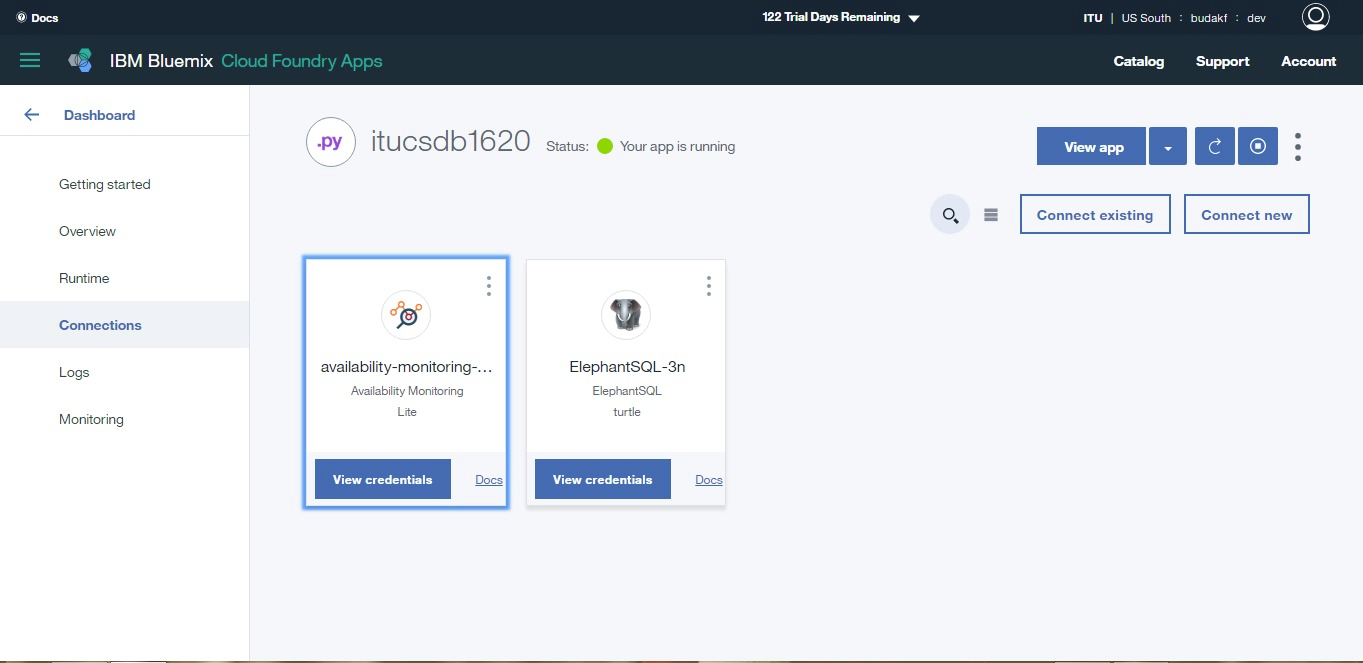 Docs
122 Trial Days Remaining
ITU | US South : budakf : dev
IBM Bluemix Cloud Foundry Apps
Catalog Support Account
Dashboard
Getting started
Overview
Runtime
Connections
Logs
Monitoring
.py itucsdb1620 Status: Your app is running
View app
Connect existing
Connect new
availability-monitoring-...
Availability Monitoring
Lite
View credentials Docs
ElephantSQL-3n
ElephantSQL
turtle
View credentials Docs